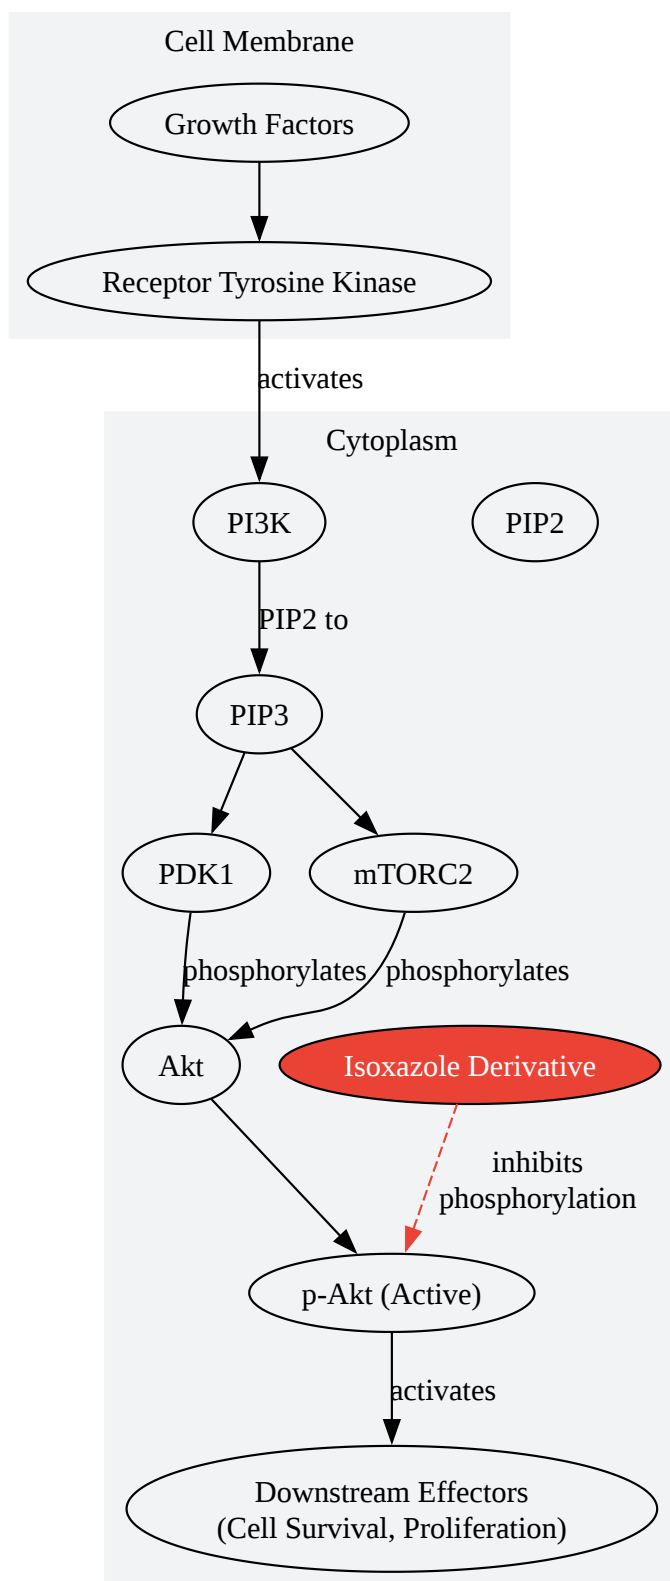 Cell Membrane
Growth Factors
Receptor Tyrosine Kinase
activates
Cytoplasm
PI3K
PIP2
PIP2 to
PIP3
PDK1
mTORC2
phosphorylates
phosphorylates
Akt
Isoxazole Derivative
inhibits
phosphorylation
p-Akt (Active)
activates
Downstream Effectors
(Cell Survival, Proliferation)